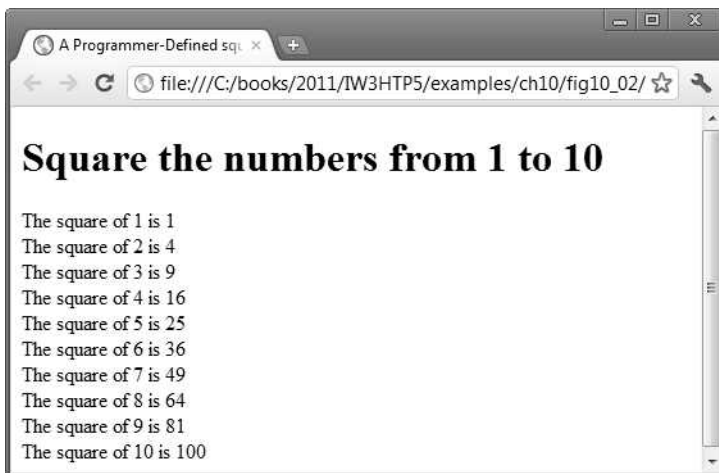 A Programmer-Defined squ
file:///C:/books/2011/IW3HTP5/examples/ch10/fig10_02/
Square the numbers from 1 to 10
The square of 1 is 1
The square of 2 is 4
The square of 3 is 9
The square of 4 is 16
The square of 5 is 25
The square of 6 is 36
The square of 7 is 49
The square of 8 is 64
The square of 9 is 81
The square of 10 is 100